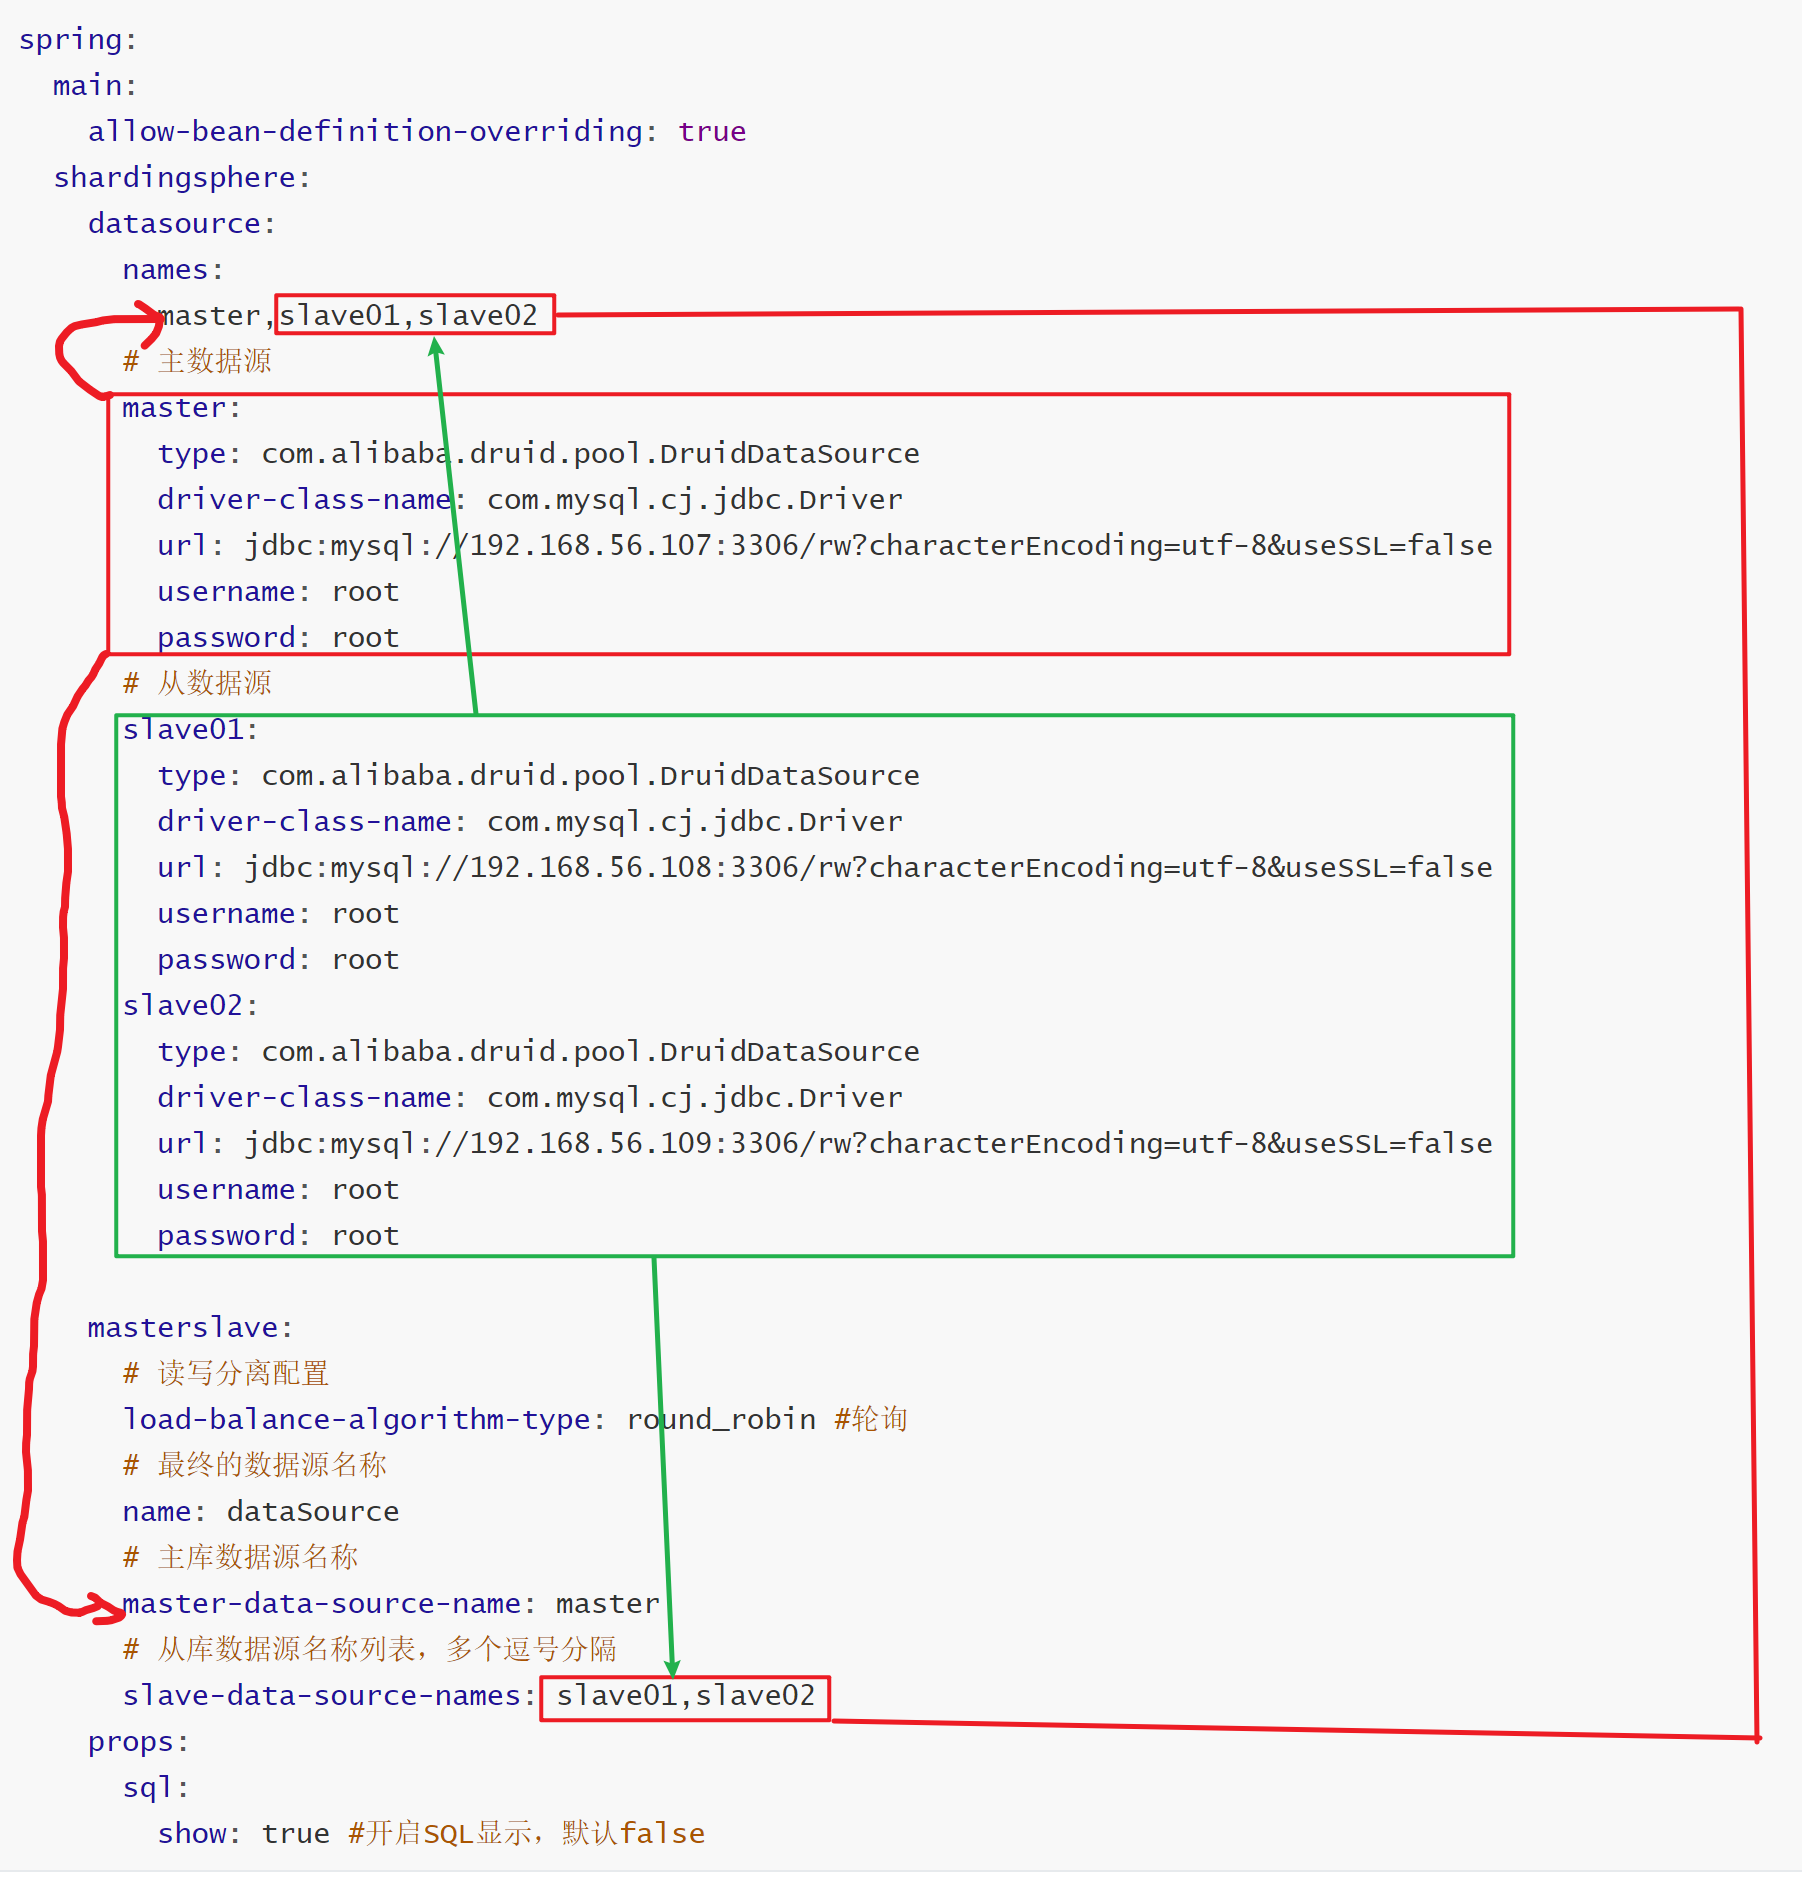 spring:
  main:
    allow-bean-definition-overriding: true
  shardingsphere:
    datasource:
      names:
        master,slave01,slave02
      # 主数据源
      master:
        type: com.alibaba.druid.pool.DruidDataSource
        driver-class-name: com.mysql.cj.jdbc.Driver
        url: jdbc:mysql://192.168.56.107:3306/rw?characterEncoding=utf-8&useSSL=false
        username: root
        password: root
      # 从数据源
      slave01:
        type: com.alibaba.druid.pool.DruidDataSource
        driver-class-name: com.mysql.cj.jdbc.Driver
        url: jdbc:mysql://192.168.56.108:3306/rw?characterEncoding=utf-8&useSSL=false
        username: root
        password: root
      slave02:
        type: com.alibaba.druid.pool.DruidDataSource
        driver-class-name: com.mysql.cj.jdbc.Driver
        url: jdbc:mysql://192.168.56.109:3306/rw?characterEncoding=utf-8&useSSL=false
        username: root
        password: root
    masterslave:
      # 读写分离配置
      load-balance-algorithm-type: round_robin #轮询
      # 最终的数据源名称
      name: dataSource
      # 主库数据源名称
      master-data-source-name: master
      # 从库数据源名称列表，多个逗号分隔
      slave-data-source-names: slave01,slave02
    props:
      sql:
        show: true #开启SQL显示，默认false